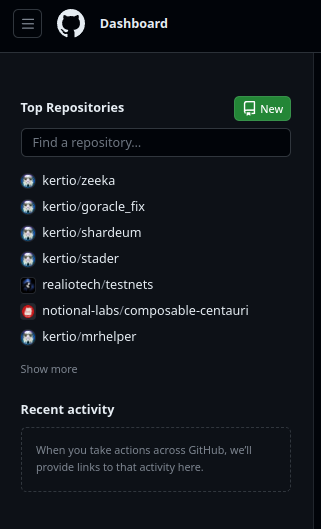 Dashboard
Top Repositories
New
Find a repository...
kertio/zeeka
kertio/goracle_fix
kertio/shardeum
kertio/stader
realiotech/testnets
notional-labs/composable-centauri
kertio/mrhelper
Show more
Recent activity
When you take actions across GitHub, we'll
provide links to that activity here.